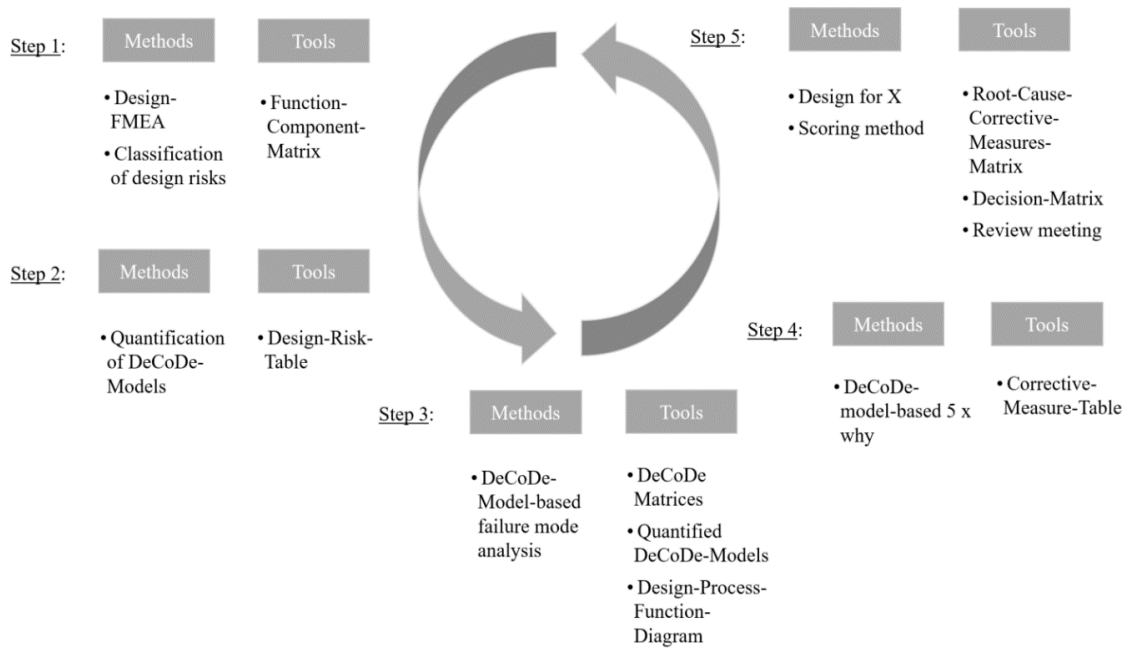 Step 1:
Methods
Tools
• Design-
FMEA
• Classification
of design risks
• Function-
Component-
Matrix
Step 2:
Methods
Tools
• Quantification
of DeCoDe-
Models
• Design-Risk-
Table
Step 3:
Methods
Tools
• DeCoDe-
Model-based
failure mode
analysis
• DeCoDe
Matrices
• Quantified
DeCoDe-Models
• Design-Process-
Function-
Diagram
Step 4:
Methods
Tools
• DeCoDe-
model-based 5 x
why
• Corrective-
Measure-Table
Step 5:
Methods
Tools
• Design for X
• Scoring method
• Root-Cause-
Corrective-
Measures-
Matrix
• Decision-Matrix
• Review meeting